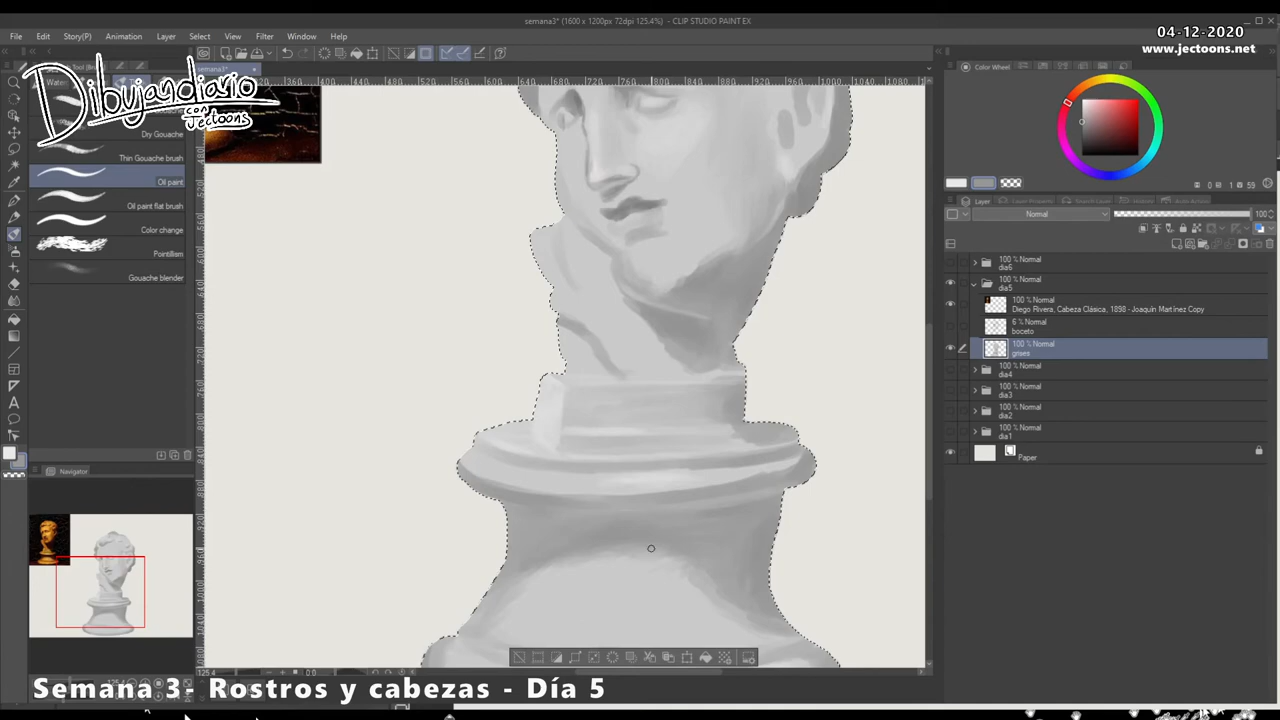 semana3* (1600 x 1200px 72dpi 125.4%) - CLIP STUDIO PAINT EX
04-12-2020
www.jectoons.net
File Edit Story(P) Animation Layer Select View Filter Window Help
Dibujandiario
con
Jectoons
semana3*
Dry Gouache
Thin Gouache brush
Oil paint
Oil paint flat brush
Color change
Pointillism
Gouache blender
Navigator
Color Wheel
Layer
Normal
100
100 % Normal
dia6
100 % Normal
dia5
100 % Normal
Diego Rivera, Cabeza Clásica, 1898 - Joaquín Martínez Copy
6 % Normal
boceto
100 % Normal
grises
100 % Normal
dia4
100 % Normal
dia3
100 % Normal
dia2
100 % Normal
dia1
Paper
Semana 3- Rostros y cabezas - Día 5